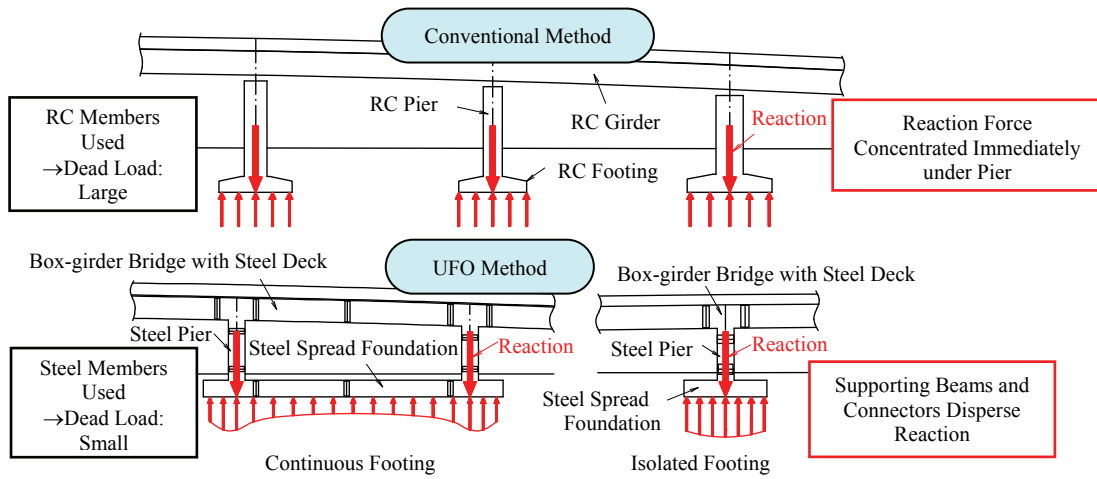 Conventional Method
RC Members
Used
→Dead Load:
Large
RC Pier
RC Girder
RC Footing
Reaction
Reaction Force
Concentrated Immediately
under Pier
UFO Method
Box-girder Bridge with Steel Deck
Box-girder Bridge with Steel Deck
Steel Pier
Steel Spread Foundation
Reaction
Steel Pier
Reaction
Steel Members
Used
→Dead Load:
Small
Steel Spread
Foundation
Supporting Beams and
Connectors Disperse
Reaction
Continuous Footing
Isolated Footing